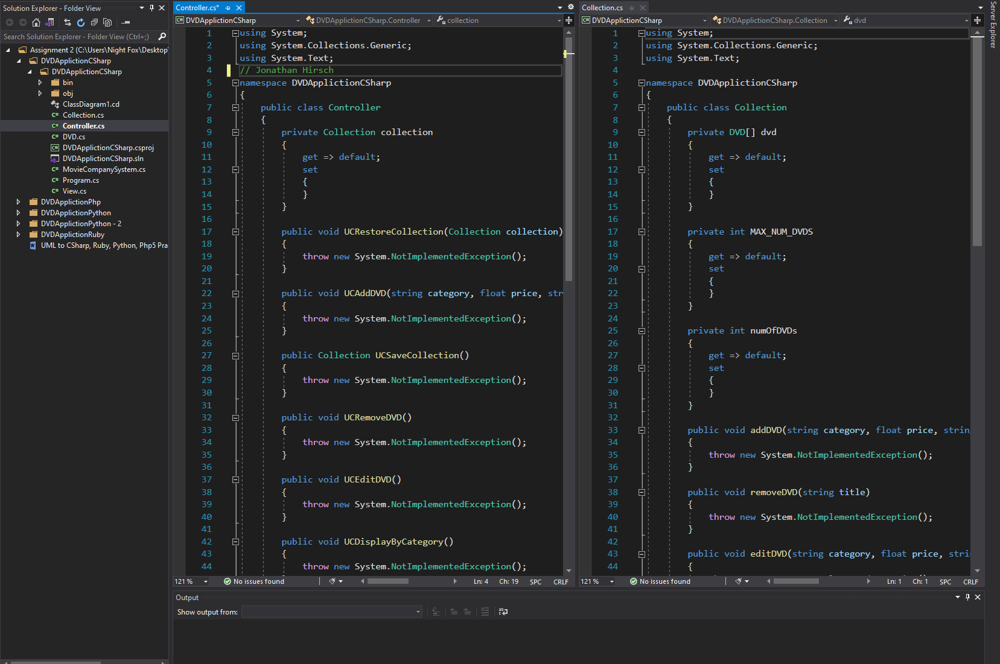 Solution Explorer - Folder View
Search Solution Explorer - Folder View (Ctrl+;)
Assignment 2 (C:\Users\Night Fox\Desktop
DVDApplictionCSharp
DVDApplictionCSharp
bin
obj
ClassDiagram1.cd
Collection.cs
Controller.cs
DVD.cs
DVDApplictionCSharp.csproj
DVDApplictionCSharp.sln
MovieCompanySystem.cs
Program.cs
View.cs
DVDApplictionPhp
DVDApplictionPython
DVDApplictionPython - 2
DVDApplictionRuby
UML to CSharp, Ruby, Python, Php5 Pra
Controller.cs*
DVDApplictionCSharp
DVDApplictionCSharp.Controller
collection
1 using System;
2 using System.Collections.Generic;
3 using System.Text;
4 // Jonathan Hirsch
5 namespace DVDApplictionCSharp
6 {
7 public class Controller
8 {
9 private Collection collection
10 {
11 get => default;
12 set
13 {
14 }
15 }
16
17 public void UCRestoreCollection(Collection collection)
18 {
19 throw new System.NotImplementedException();
20 }
21
22 public void UCAddDVD(string category, float price, str
23 {
24 throw new System.NotImplementedException();
25 }
26
27 public Collection UCSaveCollection()
28 {
29 throw new System.NotImplementedException();
30 }
31
32 public void UCRemoveDVD()
33 {
34 throw new System.NotImplementedException();
35 }
36
37 public void UCEditDVD()
38 {
39 throw new System.NotImplementedException();
40 }
41
42 public void UCDisplayByCategory()
43 {
44 throw new System.NotImplementedException();
121 % No issues found Ln: 4 Ch: 19 SPC CRLF
Collection.cs
DVDApplictionCSharp
DVDApplictionCSharp.Collection
dvd
1 using System;
2 using System.Collections.Generic;
3 using System.Text;
4
5 namespace DVDApplictionCSharp
6 {
7 public class Collection
8 {
9 private DVD[] dvd
10 {
11 get => default;
12 set
13 {
14 }
15 }
16
17 private int MAX_NUM_DVDS
18 {
19 get => default;
20 set
21 {
22 }
23 }
24
25 private int numOfDVDs
26 {
27 get => default;
28 set
29 {
30 }
31 }
32
33 public void addDVD(string category, float price, strin
34 {
35 throw new System.NotImplementedException();
36 }
37
38 public void removeDVD(string title)
39 {
40 throw new System.NotImplementedException();
41 }
42
43 public void editDVD(string category, float price, stri
44 {
121 % No issues found Ln: 1 Ch: 1 SPC CRLF
Server Explorer
Output
Show output from: